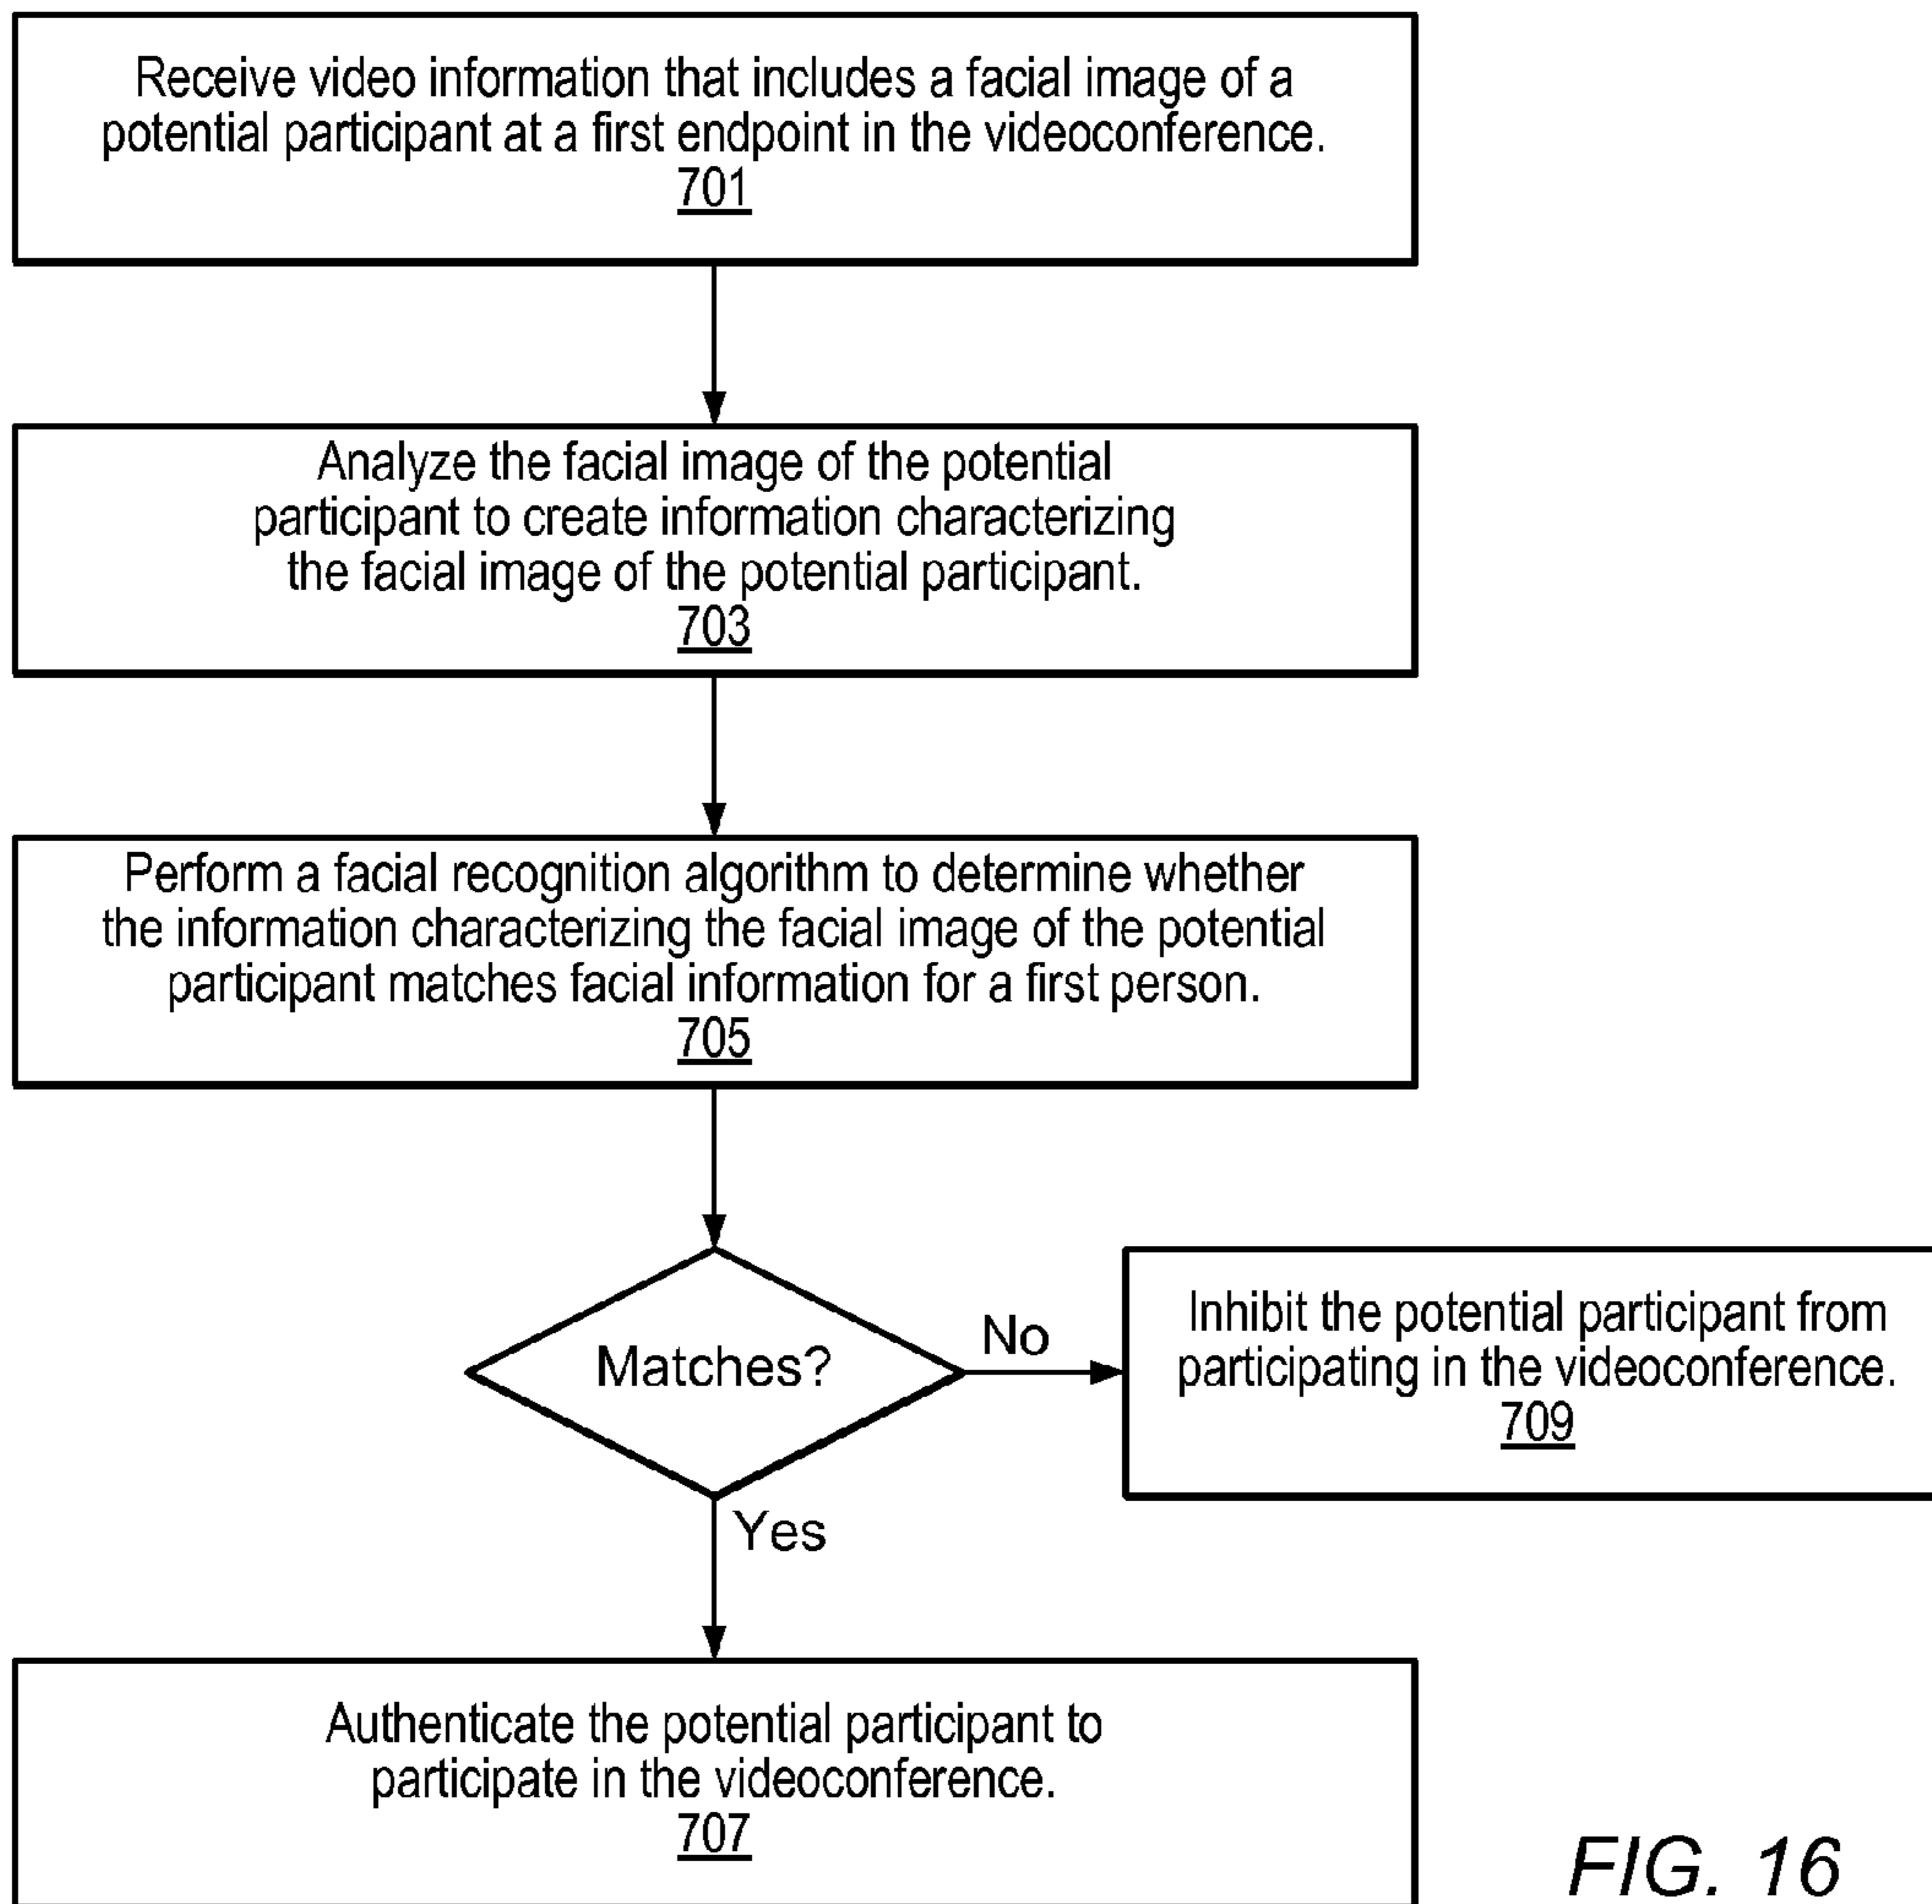 Receive video information that includes a facial image of a
potential participant at a first endpoint in the videoconference.
701
Analyze the facial image of the potential
participant to create information characterizing
the facial image of the potential participant.
703
Perform a facial recognition algorithm to determine whether
the information characterizing the facial image of the potential
participant matches facial information for a first person.
705
Matches?
No
Inhibit the potential participant from
participating in the videoconference.
709
Yes
Authenticate the potential participant to
participate in the videoconference.
707
FIG. 16